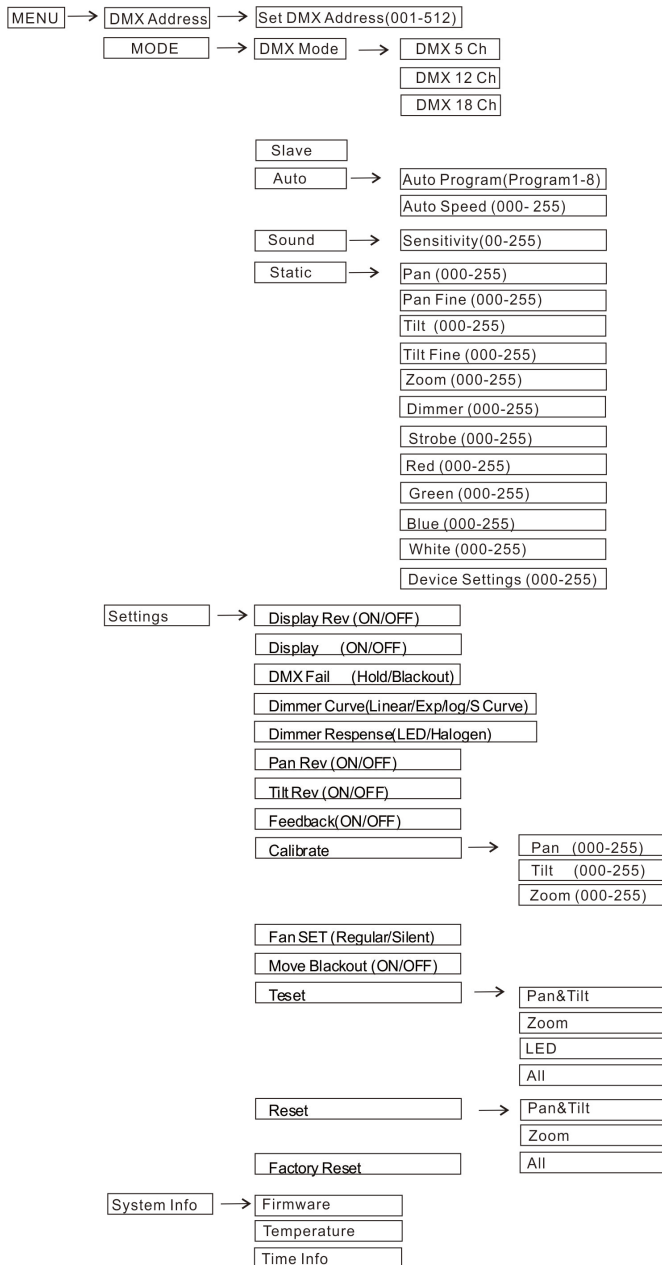 MENU DMX Address Set DMX Address(001-512)
MODE DMX Mode DMX 5 Ch
DMX 12 Ch
DMX 18 Ch
Slave
Auto Auto Program(Program1-8)
Auto Speed (000- 255)
Sound Sensitivity(00-255)
Static Pan (000-255)
Pan Fine (000-255)
Tilt (000-255)
Tilt Fine (000-255)
Zoom (000-255)
Dimmer (000-255)
Strobe (000-255)
Red (000-255)
Green (000-255)
Blue (000-255)
White (000-255)
Device Settings (000-255)
Settings Display Rev (ON/OFF)
Display (ON/OFF)
DMX Fail (Hold/Blackout)
Dimmer Curve(Linear/Exp/log/S Curve)
Dimmer Respense(LED/Halogen)
Pan Rev (ON/OFF)
Tilt Rev (ON/OFF)
Feedback(ON/OFF)
Calibrate Pan (000-255)
Tilt (000-255)
Zoom (000-255)
Fan SET (Regular/Silent)
Move Blackout (ON/OFF)
Teset Pan&Tilt
Zoom
LED
All
Reset Pan&Tilt
Zoom
Factory Reset All
System Info Firmware
Temperature
Time Info